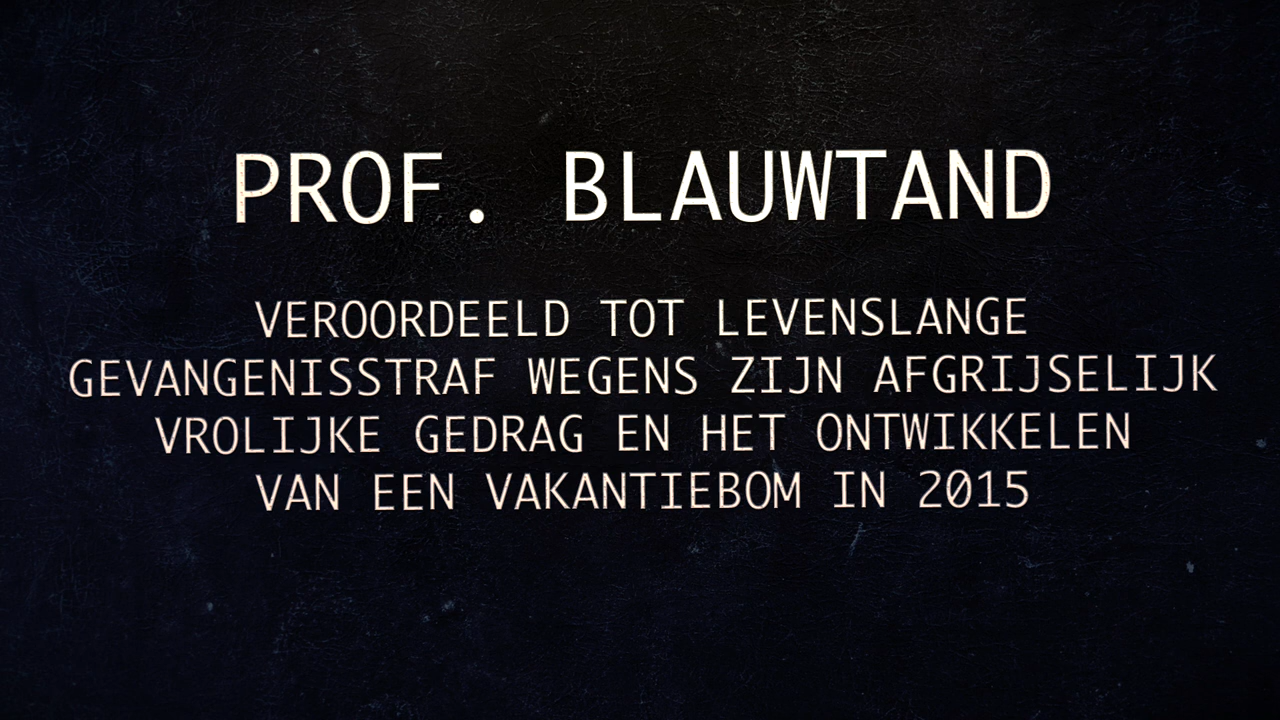 PROF. BLAUWTAND
VEROORDEELD TOT LEVENSLANGE
GEVANGENISSTRAF WEGENS ZIJN AFGRIJSELIJK
VROLIJKE GEDRAG EN HET ONTWIKKELEN
VAN EEN VAKANTIEBOM IN 2015